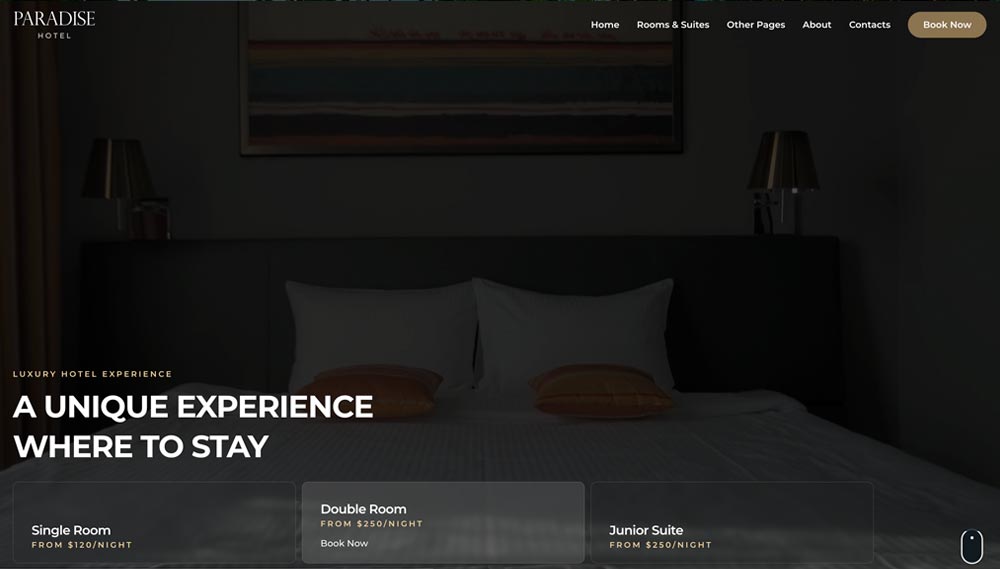 PARADISE
HOTEL
Home Rooms & Suites Other Pages About Contacts Book Now
LUXURY HOTEL EXPERIENCE
A UNIQUE EXPERIENCE
WHERE TO STAY
Single Room
FROM $120/NIGHT
Double Room
FROM $250/NIGHT
Book Now
Junior Suite
FROM $250/NIGHT